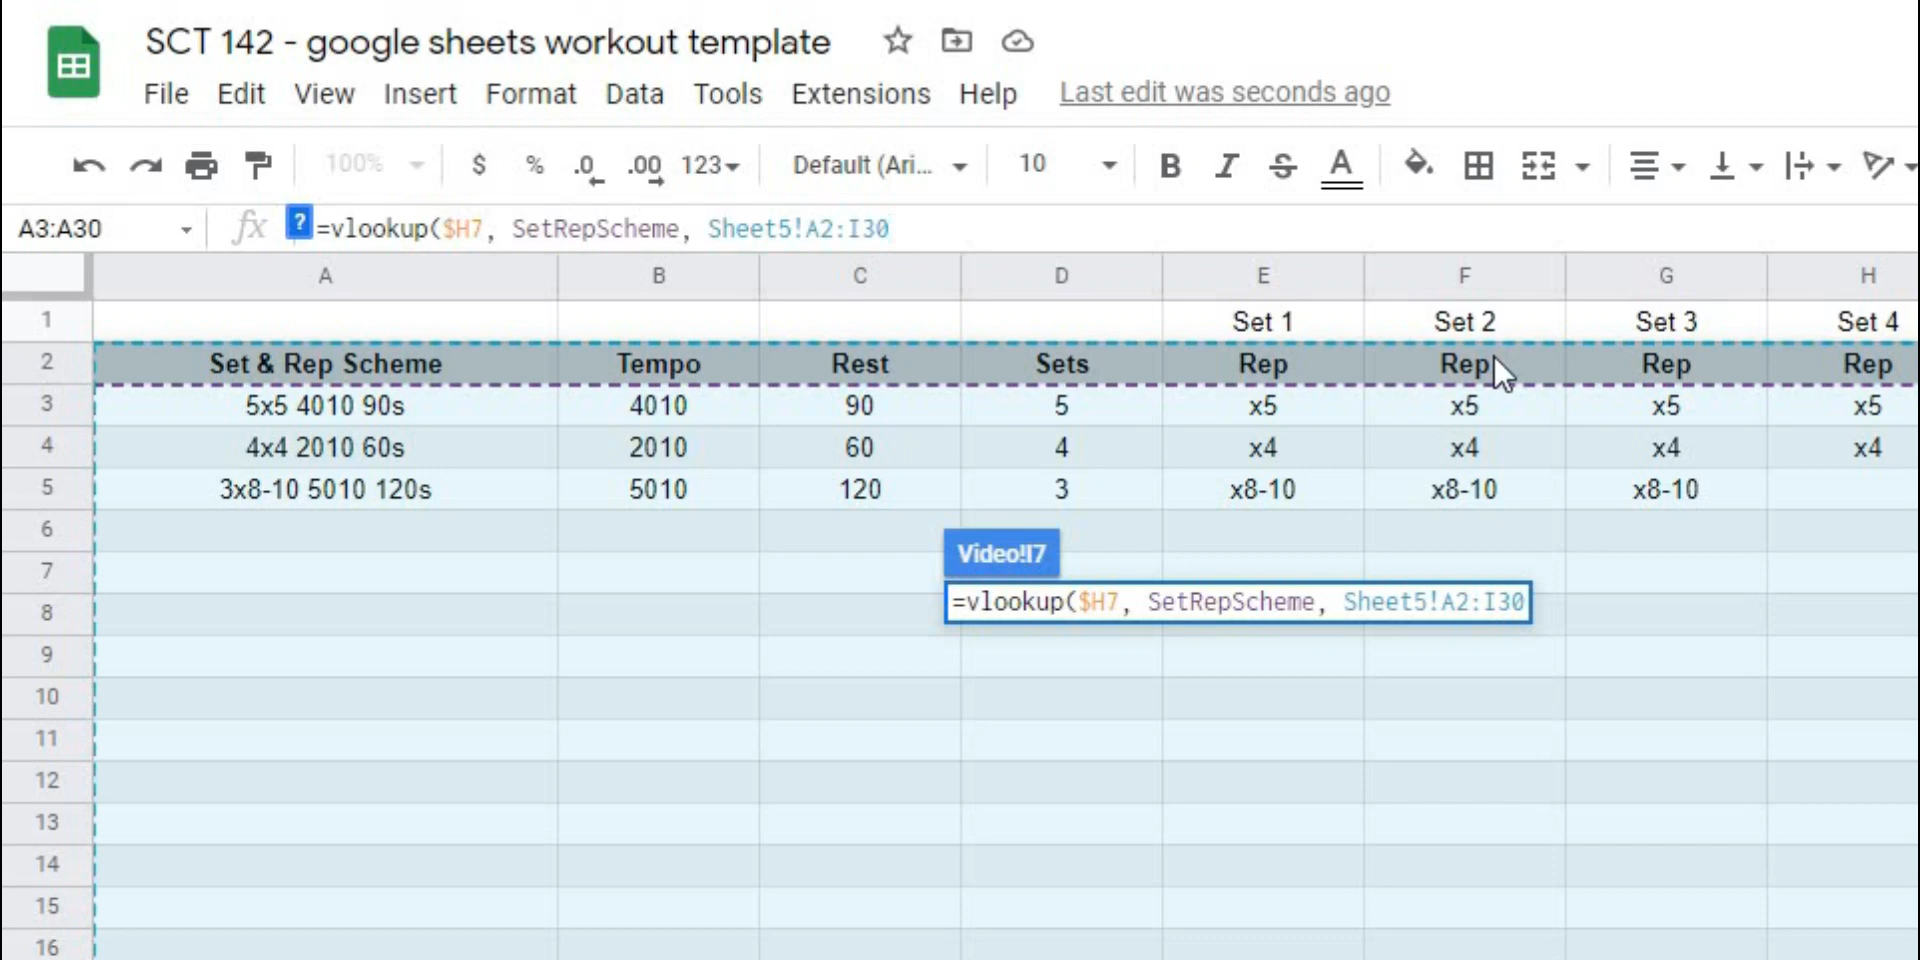 SCT 142 - google sheets workout template
File Edit View Insert Format Data Tools Extensions Help Last edit was seconds ago
100% $ % .0 .00 123 Default (Ari... 10 B I S A
A3:A30 fx ? =vlookup($H7, SetRepScheme, Sheet5!A2:I30
A B C D E F G H
1 Set 1 Set 2 Set 3 Set 4
2 Set & Rep Scheme Tempo Rest Sets Rep Rep Rep Rep
3 5x5 4010 90s 4010 90 5 x5 x5 x5 x5
4 4x4 2010 60s 2010 60 4 x4 x4 x4 x4
5 3x8-10 5010 120s 5010 120 3 x8-10 x8-10 x8-10
6
Video!I7
7
=vlookup($H7, SetRepScheme, Sheet5!A2:I30
8
9
10
11
12
13
14
15
16